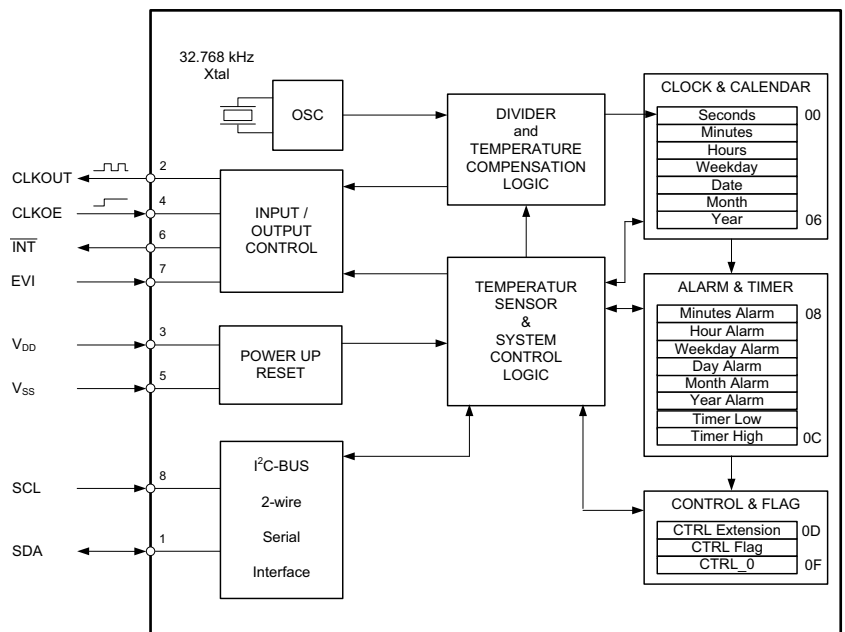 32.768 kHz
Xtal
OSC
DIVIDER
and
TEMPERATURE
COMPENSATION
LOGIC
CLOCK & CALENDAR
Seconds 00
Minutes
Hours
Weekday
Date
Month
Year 06
CLKOUT 2
CLKOE 4
INT 6
EVI 7
INPUT /
OUTPUT
CONTROL
TEMPERATUR
SENSOR
&
SYSTEM
CONTROL
LOGIC
ALARM & TIMER
Minutes Alarm 08
Hour Alarm
Weekday Alarm
Day Alarm
Month Alarm
Year Alarm
Timer Low
Timer High 0C
VDD 3
VSS 5
POWER UP
RESET
SCL 8
SDA 1
I²C-BUS
2-wire
Serial
Interface
CONTROL & FLAG
CTRL Extension 0D
CTRL Flag
CTRL_0 0F